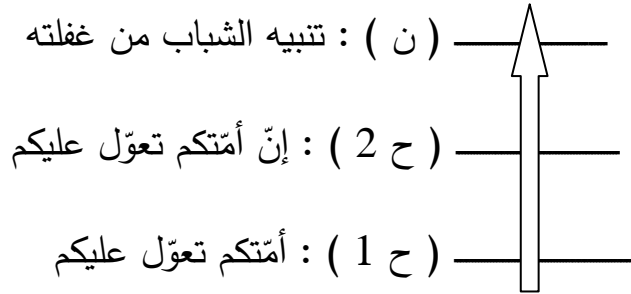 ( ن ) : تنبيه الشباب من غفلته
( ح 2 ) : إنّ أمّتكم تعوّل عليكم
( ح 1 ) : أمّتكم تعوّل عليكم